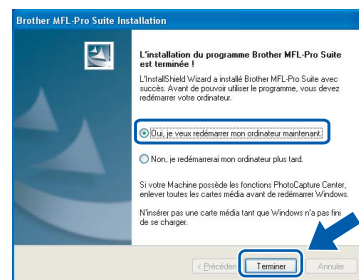 Brother MFL-Pro Suite Installation
L'installation du programme Brother MFL-Pro Suite
est terminée !
L'InstallShield Wizard a installé Brother MFL-Pro Suite avec
succès. Avant de pouvoir utiliser le programme, vous devez
redémarrer votre ordinateur.
Oui, je veux redémarrer mon ordinateur maintenant.
Non, je redémarrerai mon ordinateur plus tard.
Si votre Machine possède les fonctions PhotoCapture Center,
enlever toutes les cartes média avant de redémarrer Windows.
N'insérer pas une carte média tant que Windows n'a pas fini
de se charger.
< Précéden
Terminer
Annuler